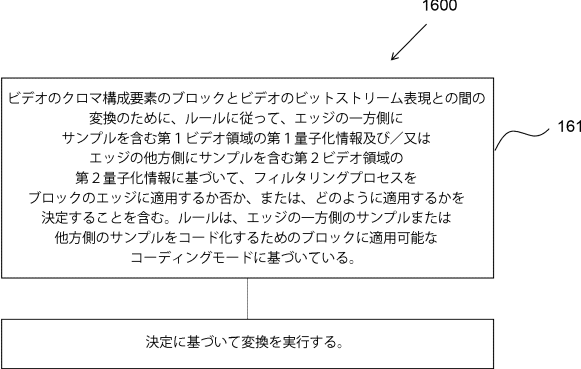 1600
ビデオのクロマ構成要素のブロックとビデオのビットストリーム表現との間の
変換のために、ルールに従って、エッジの一方側に
サンプルを含む第１ビデオ領域の第１量子化情報及び／又は
エッジの他方側にサンプルを含む第２ビデオ領域の
第２量子化情報に基づいて、フィルタリングプロセスを
ブロックのエッジに適用するか否か、または、どのように適用するかを
決定することを含む。ルールは、エッジの一方側のサンプルまたは
他方側のサンプルをコード化するためのブロックに適用可能な
コーディングモードに基づいている。
161
決定に基づいて変換を実行する。